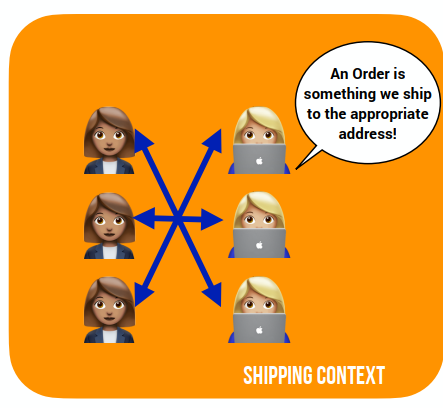 An Order is
something we ship
to the appropriate
address!
SHIPPING CONTEXT